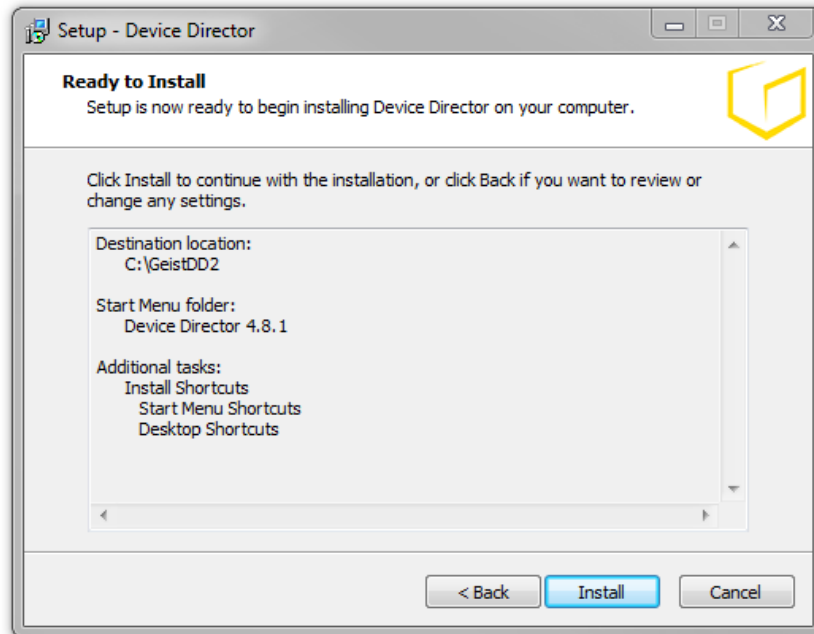 Setup - Device Director
Ready to Install
Setup is now ready to begin installing Device Director on your computer.
Click Install to continue with the installation, or click Back if you want to review or
change any settings.
Destination location:
C:\GeistDD2
Start Menu folder:
Device Director 4.8.1
Additional tasks:
Install Shortcuts
Start Menu Shortcuts
Desktop Shortcuts
< Back
Install
Cancel